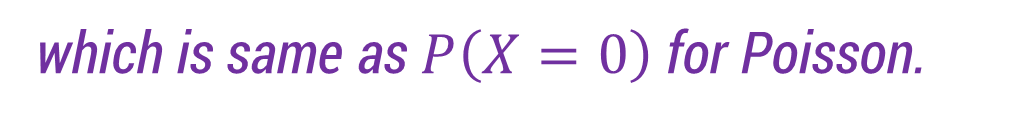 which is same as P(X = 0) for Poisson.